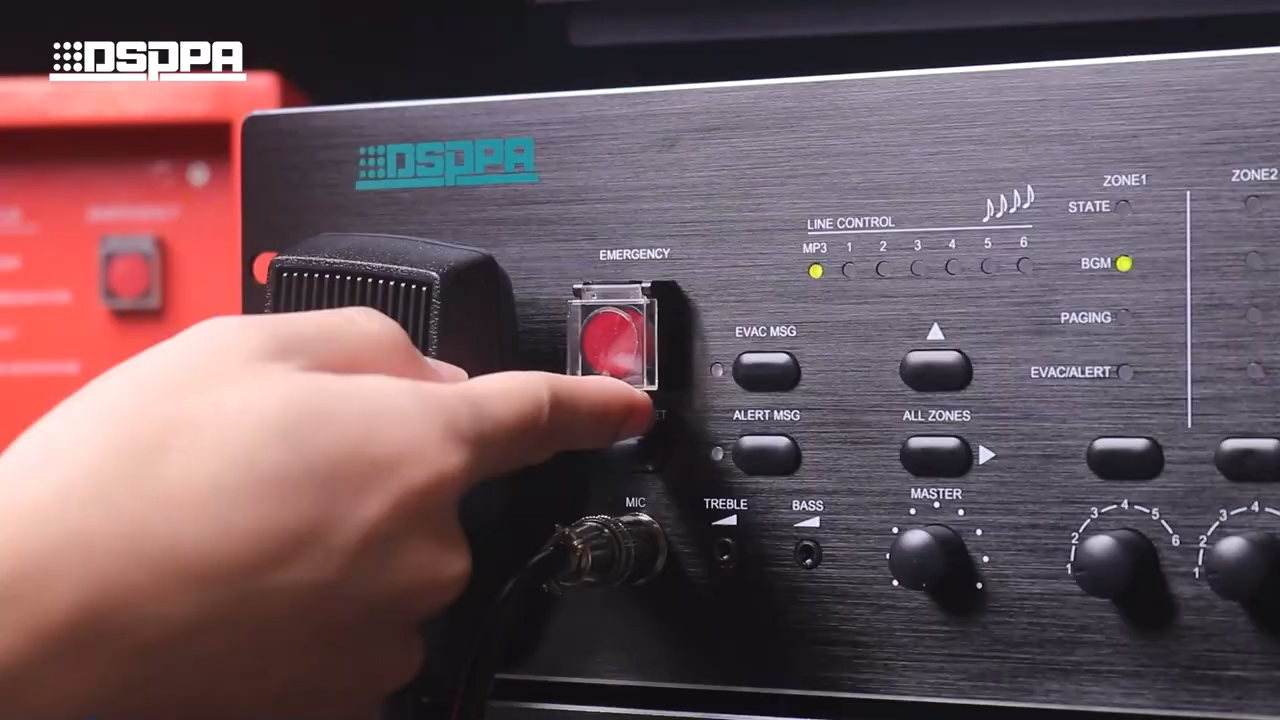 DSPPA
DSPPA
EMERGENCY
LINE CONTROL
MP3 1 2 3 4 5 6
ZONE1
ZONE2
STATE
BGM
PAGING
EVAC/ALERT
EVAC MSG
ALERT MSG
ALL ZONES
MIC
TREBLE
BASS
MASTER
1 2 3 4 5 6
1 2 3 4